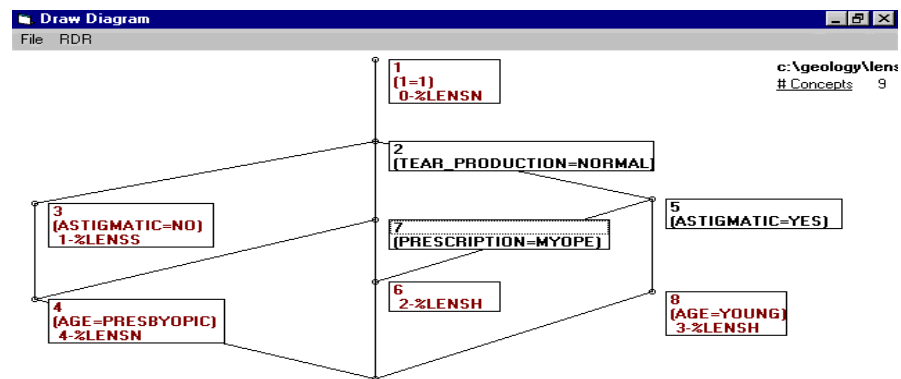 Draw Diagram
File RDR
c:\geology\lens
# Concepts 9
1
(1=1)
0-%LENSN
2
(TEAR_PRODUCTION=NORMAL)
3
(ASTIGMATIC=NO)
1-%LENSS
5
(ASTIGMATIC=YES)
7
(PRESCRIPTION=MYOPE)
4
(AGE=PRESBYOPIC)
4-%LENSN
6
2-%LENSH
8
(AGE=YOUNG)
3-%LENSH